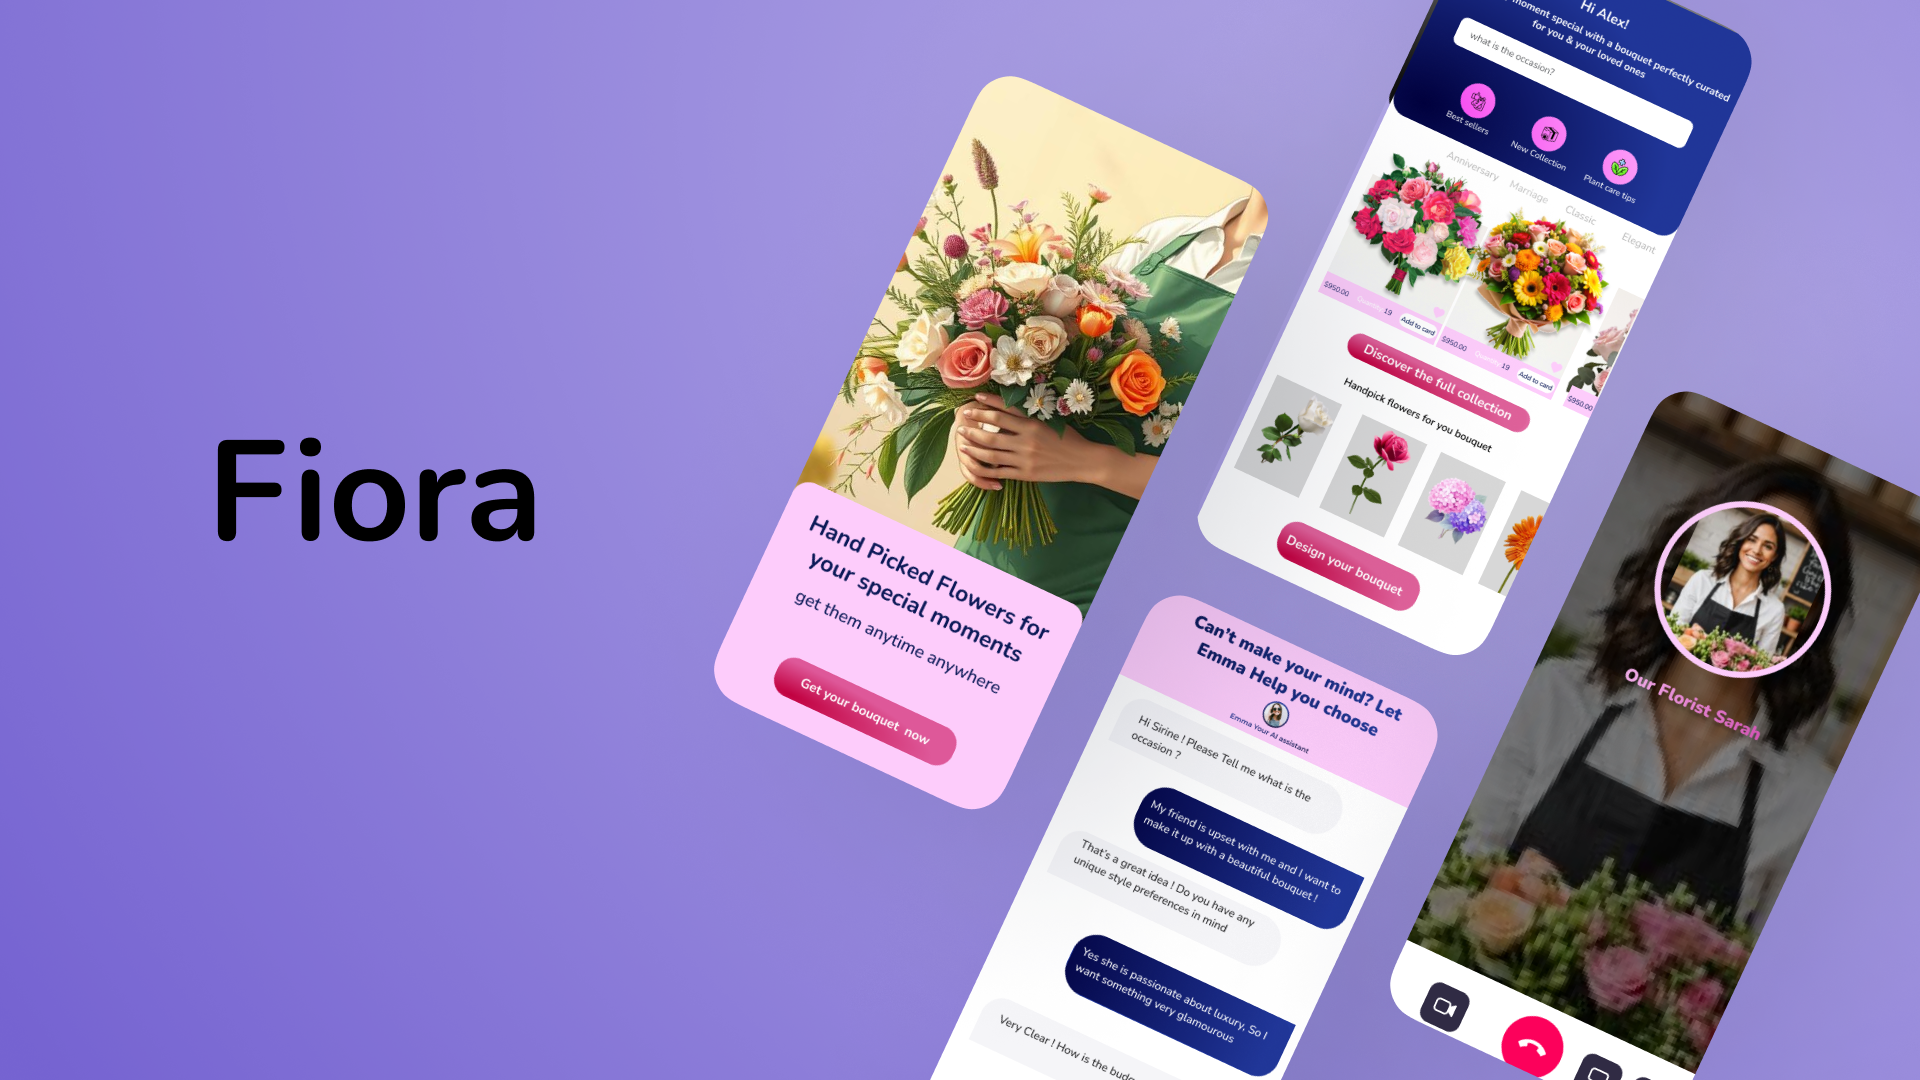 Fiora
Hand Picked Flowers for
your special moments
get them anytime anywhere
Get your bouquet now
Hi Alex!
moment special with a bouquet perfectly curated
for you & your loved ones
what is the occasion?
Best sellers
New Collection
Plant care tips
Anniversary
Marriage
Classic
Elegant
$950.00
Quantity
19
Add to card
$950.00
Quantity
19
Add to card
$950.00
Discover the full collection
Handpick flowers for you bouquet
Design your bouquet
Can't make your mind? Let
Emma Help you choose
Emma Your AI assistant
Hi Sirine ! Please Tell me what is the
occasion ?
My friend is upset with me and I want to
make it up with a beautiful bouquet !
That's a great idea ! Do you have any
unique style preferences in mind
Yes she is passionate about luxury. So I
want something very glamourous
Very Clear ! How is the budg
Our Florist Sarah